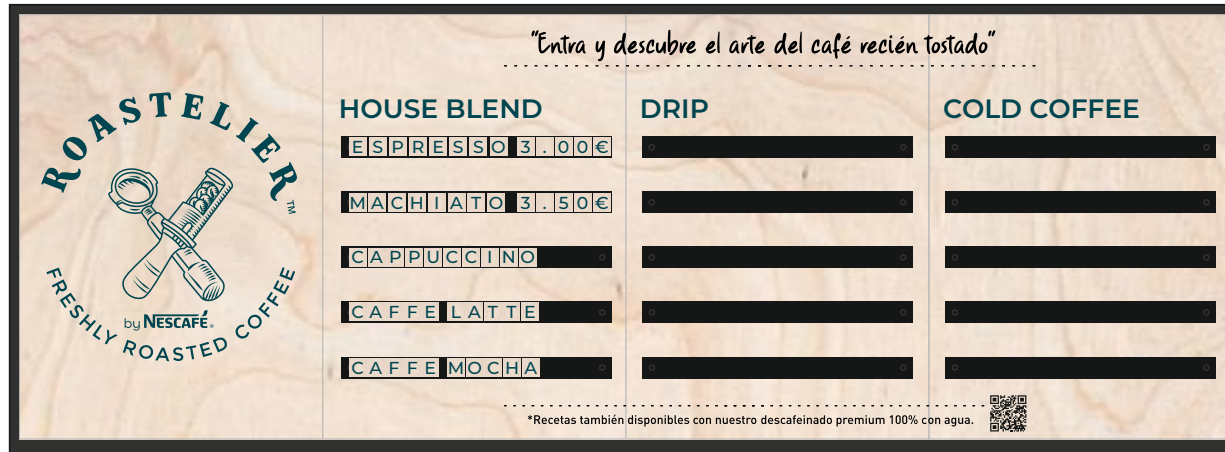 "Entra y descubre el arte del café recién tostado"
ROASTELIER™
FRESHLY ROASTED COFFEE
by NESCAFÉ®
HOUSE BLEND
ESPRESSO 3.00€
MACHIATO 3.50€
CAPPUCCINO
CAFFE LATTE
CAFFE MOCHA
DRIP
COLD COFFEE
*Recetas también disponibles con nuestro descafeinado premium 100% con agua.